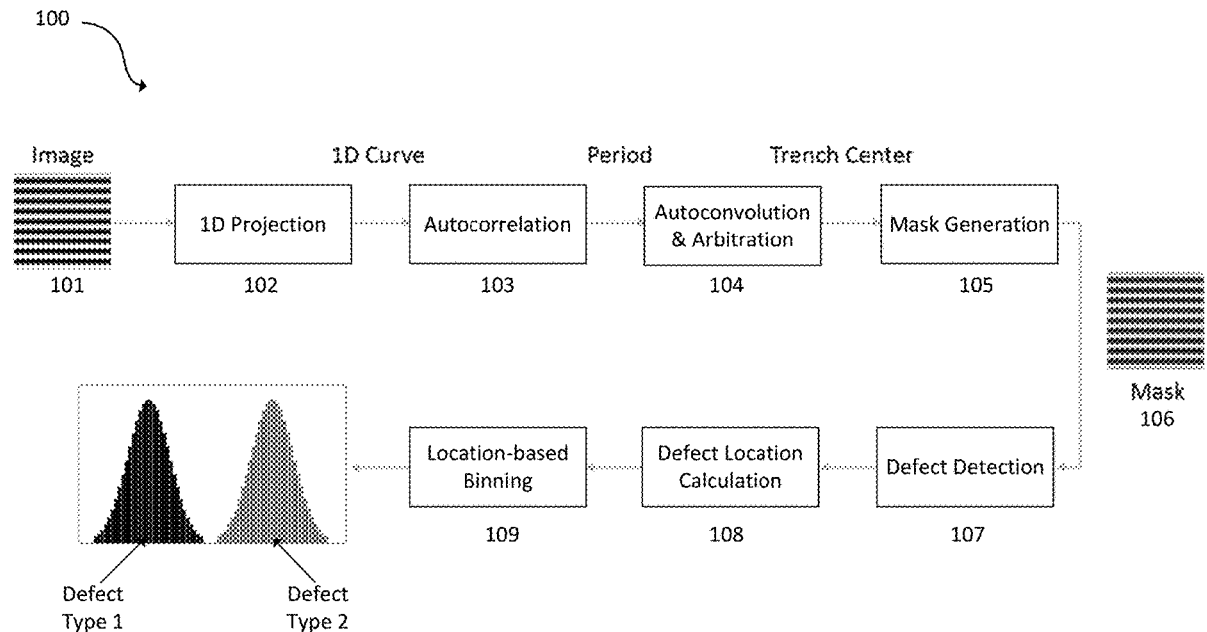 100
Image
1D Curve
Period
Trench Center
1D Projection
Autocorrelation
Autoconvolution
& Arbitration
Mask Generation
101
102
103
104
105
Mask
106
Location-based
Binning
Defect Location
Calculation
Defect Detection
109
108
107
Defect
Type 1
Defect
Type 2